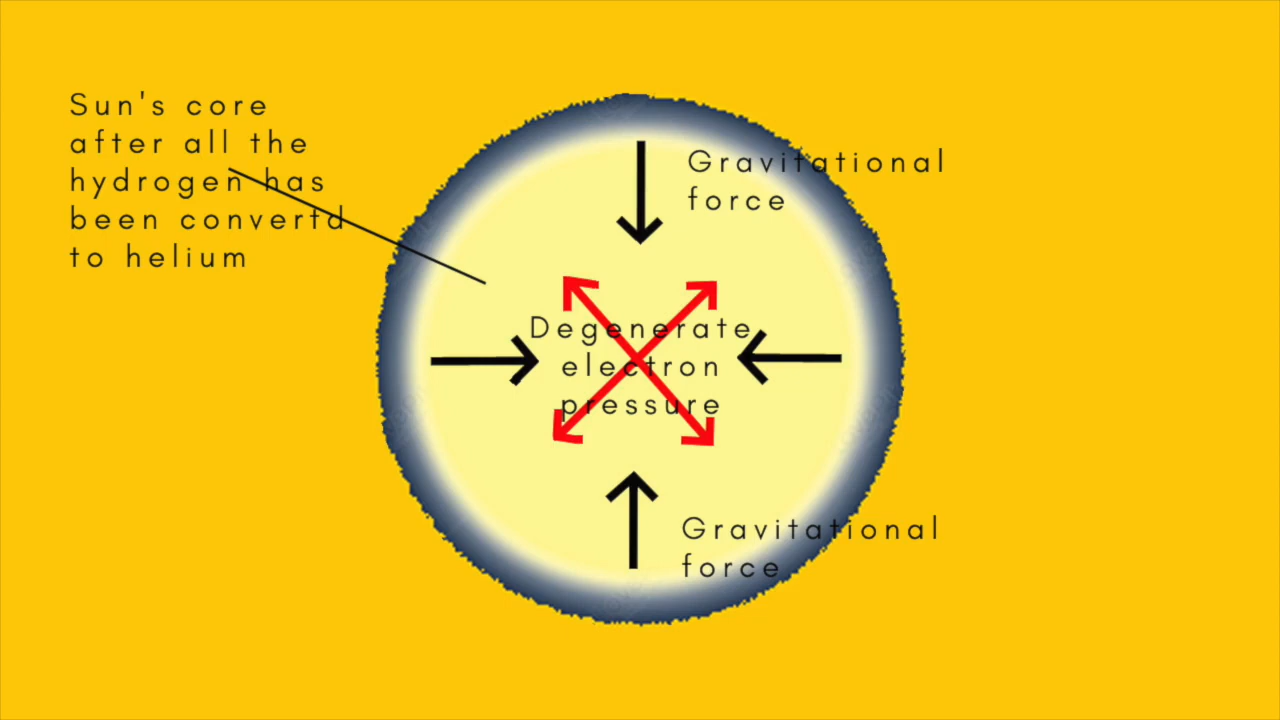 Sun's core
after all the
hydrogen has
been convertd
to helium
Gravitational
force
Degenerate
electron
pressure
Gravitational
force